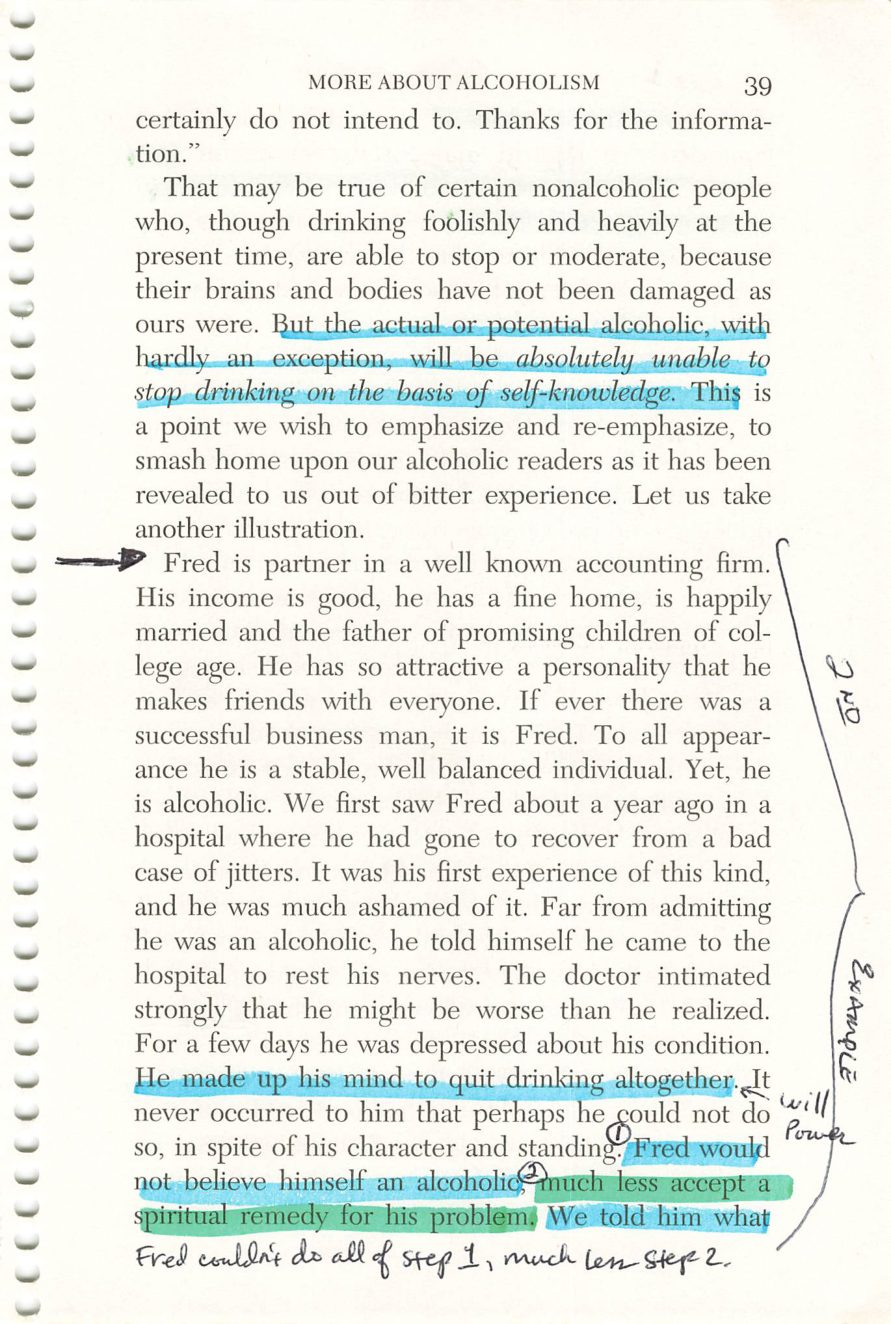 MORE ABOUT ALCOHOLISM 39
certainly do not intend to. Thanks for the informa-
tion.”
That may be true of certain nonalcoholic people
who, though drinking foolishly and heavily at the
present time, are able to stop or moderate, because
their brains and bodies have not been damaged as
ours were. But the actual or potential alcoholic, with
hardly an exception, will be absolutely unable to
stop drinking on the basis of self-knowledge. This is
a point we wish to emphasize and re-emphasize, to
smash home upon our alcoholic readers as it has been
revealed to us out of bitter experience. Let us take
another illustration.
Fred is partner in a well known accounting firm.
His income is good, he has a fine home, is happily
married and the father of promising children of col-
lege age. He has so attractive a personality that he
makes friends with everyone. If ever there was a
successful business man, it is Fred. To all appear-
ance he is a stable, well balanced individual. Yet, he
is alcoholic. We first saw Fred about a year ago in a
hospital where he had gone to recover from a bad
case of jitters. It was his first experience of this kind,
and he was much ashamed of it. Far from admitting
he was an alcoholic, he told himself he came to the
hospital to rest his nerves. The doctor intimated
strongly that he might be worse than he realized.
For a few days he was depressed about his condition.
He made up his mind to quit drinking altogether. It
never occurred to him that perhaps he could not do
so, in spite of his character and standing. ① Fred would
not believe himself an alcoholic, ② much less accept a
spiritual remedy for his problem. We told him what
Fred couldn't do all of step 1, much less step 2.
2ND
EXAMPLE
will
Power